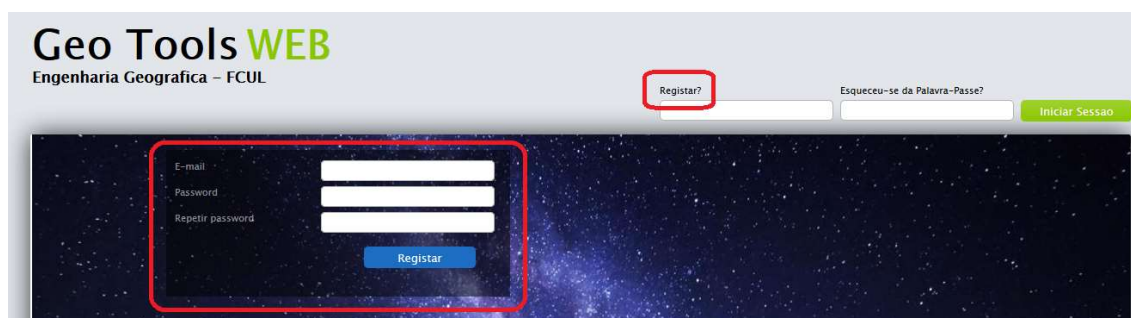 Geo Tools WEB
Engenharia Geografica – FCUL
Registar? Esqueceu-se da Palavra-Passe?
Iniciar Sessao
E-mail
Password
Repetir password
Registar